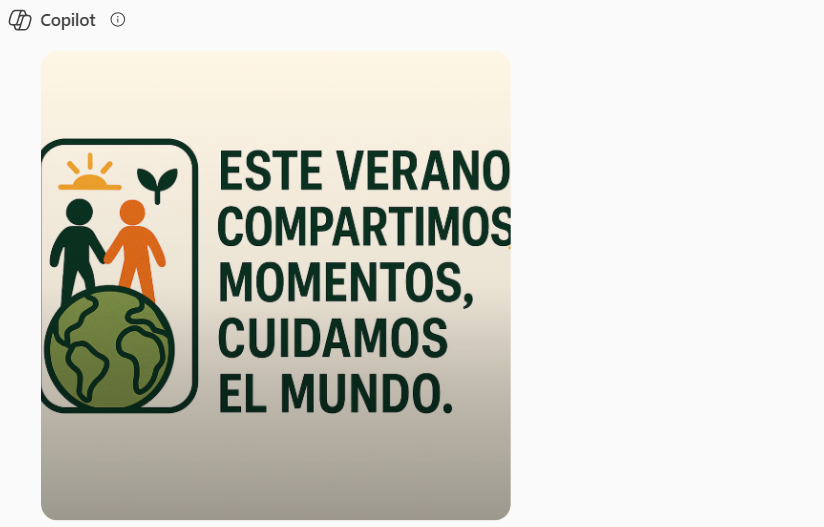 Copilot
ESTE VERANO
COMPARTIMOS
MOMENTOS,
CUIDAMOS
EL MUNDO.